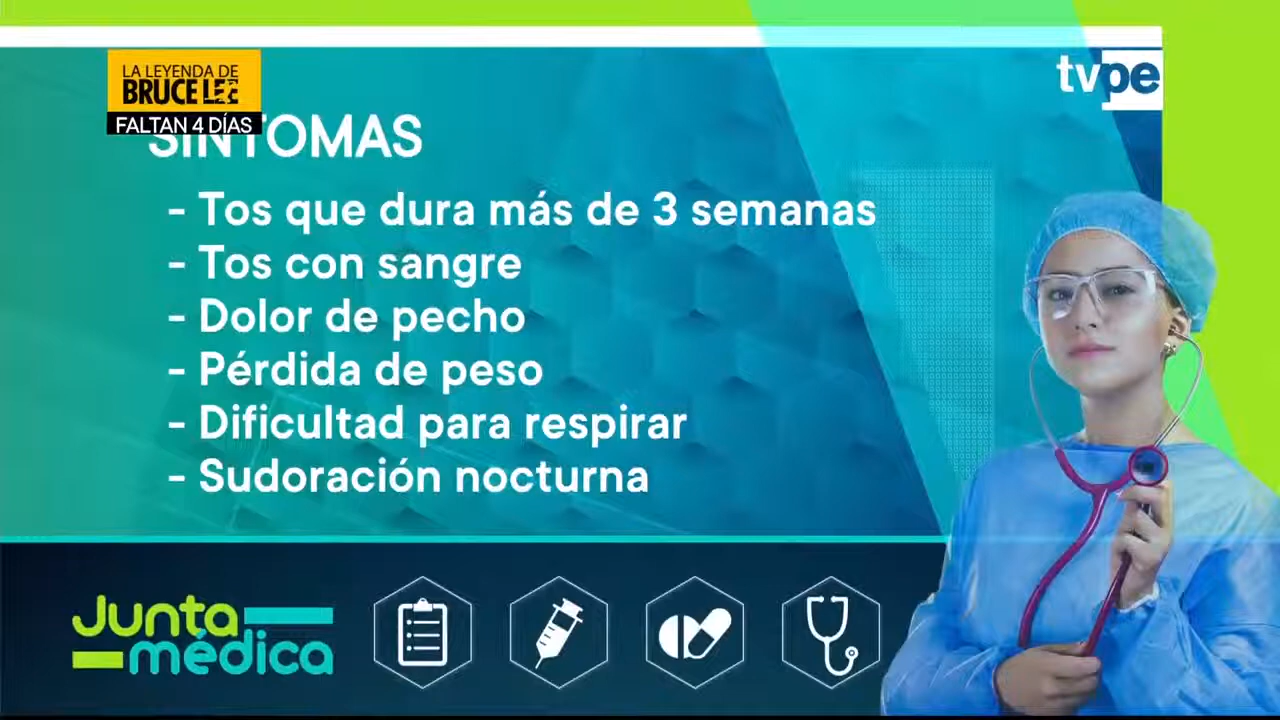 LA LEYENDA DE
BRUCE LEE
FALTAN 4 DÍAS
tvpe
SÍNTOMAS
- Tos que dura más de 3 semanas
- Tos con sangre
- Dolor de pecho
- Pérdida de peso
- Dificultad para respirar
- Sudoración nocturna
Junta
médica